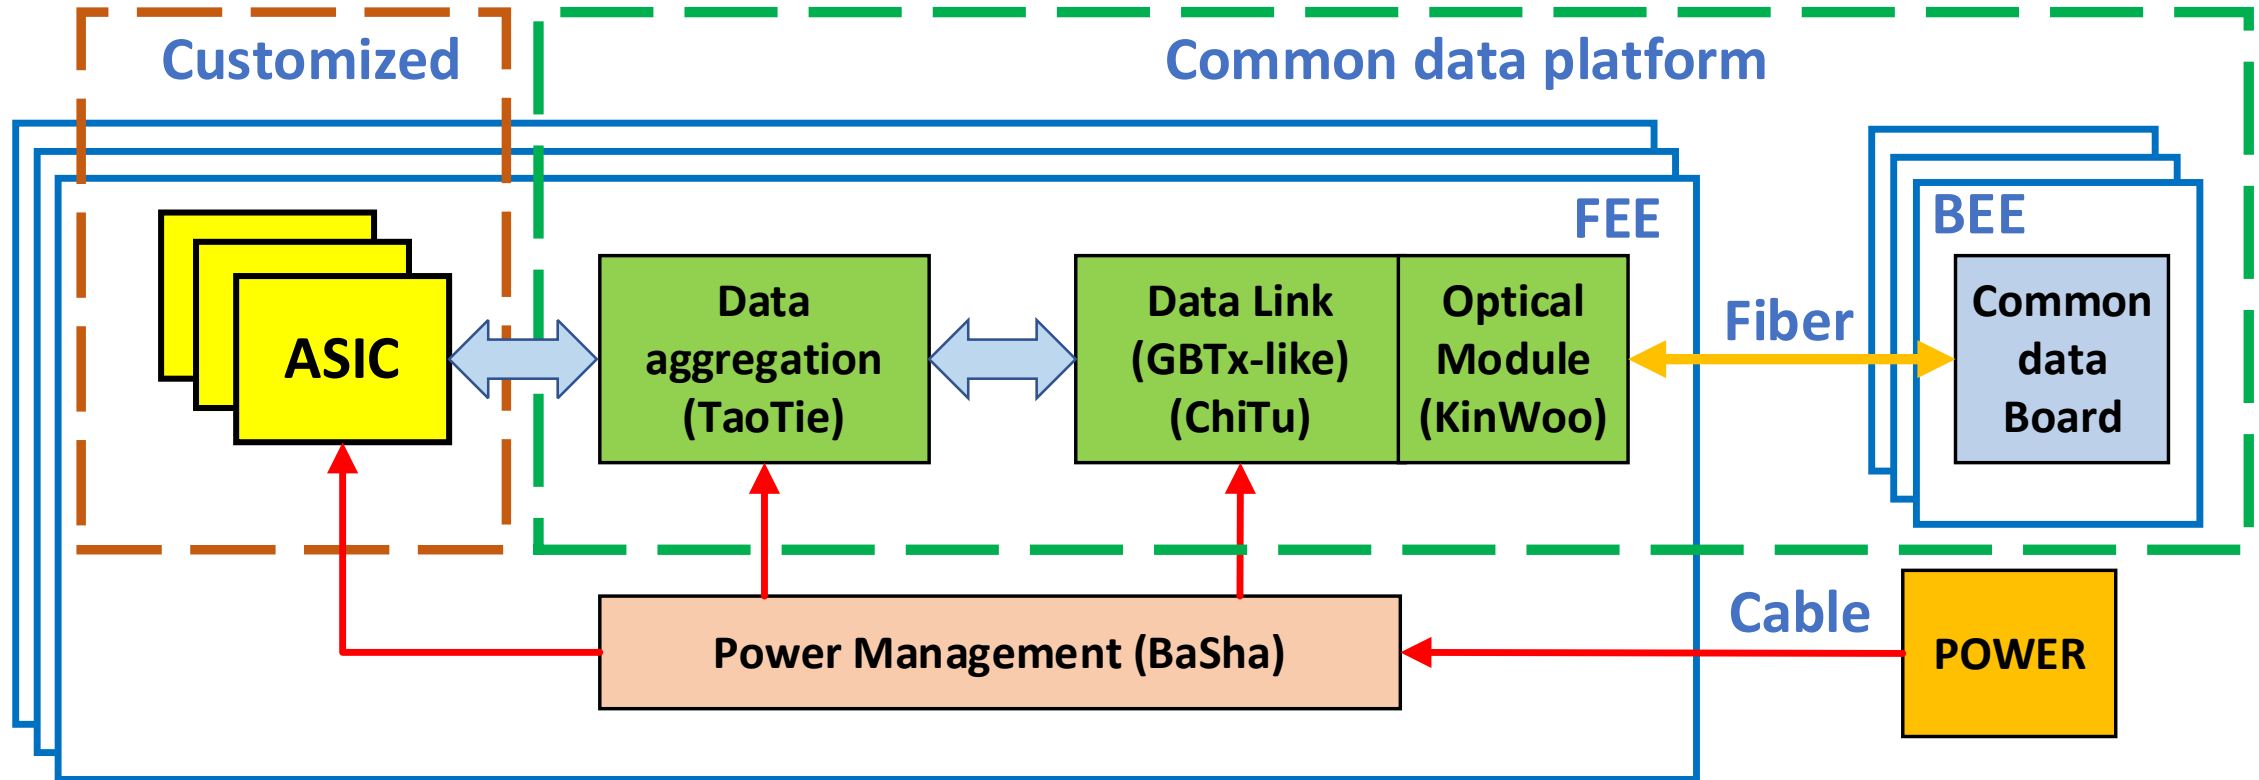 Customized
Common data platform
FEE
BEE
ASIC
Data
aggregation
(TaoTie)
Data Link
(GBTx-like)
(ChiTu)
Optical
Module
(KinWoo)
Fiber
Common
data
Board
Power Management (BaSha)
Cable
POWER